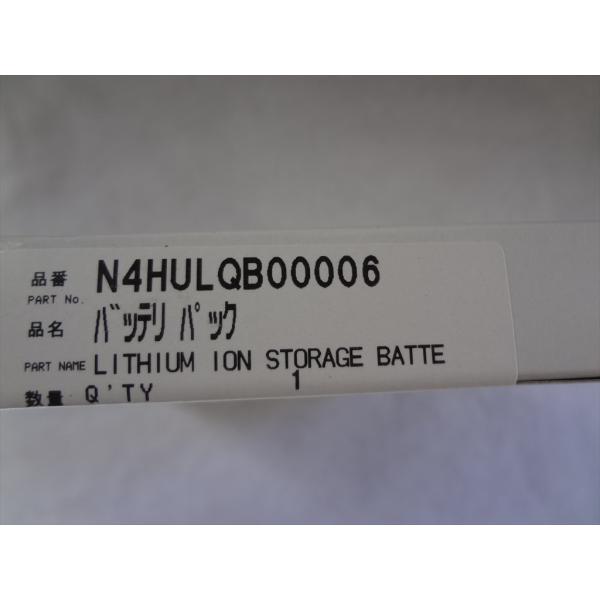 品番 N4HULQB00006
PART No.
品名 ﾊﾞｯﾃﾘ ﾊﾟｯｸ
PART NAME LITHIUM ION STORAGE BATTE
数量 Q'TY 1